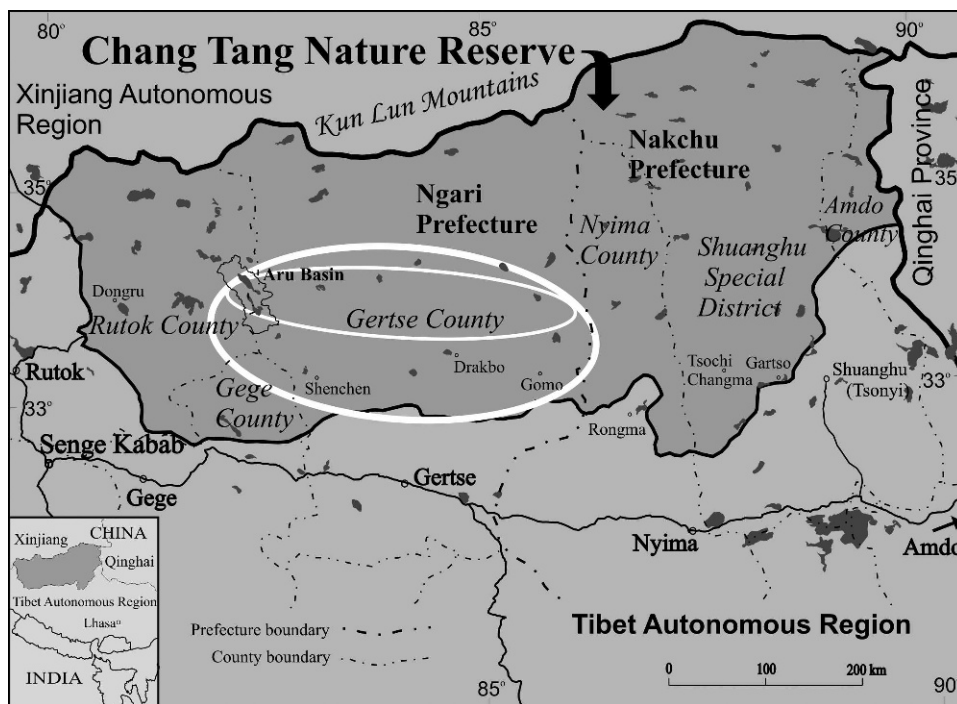 80°
85°
90°
Chang Tang Nature Reserve
Xinjiang Autonomous
Region
Kun Lun Mountains
Qinghai Province
Nakchu
Prefecture
35°
35°
Ngari
Prefecture
Nyima
County
Amdo
County
Shuanghu
Special
District
Aru Basin
Dongru
Rutok County
Gertse County
Rutok
Gege
County
Shenchen
Drakbo
Gomo
Tsochi
Changma
Gartso
Shuanghu
(Tsonyi)
33°
33°
Rongma
Senge Kabab
Gege
Gertse
Nyima
Amdo
Xinjiang
CHINA
Qinghai
Tibet Autonomous Region
Lhasa
INDIA
Prefecture boundary
County boundary
Tibet Autonomous Region
0 100 200 km
85°
90°